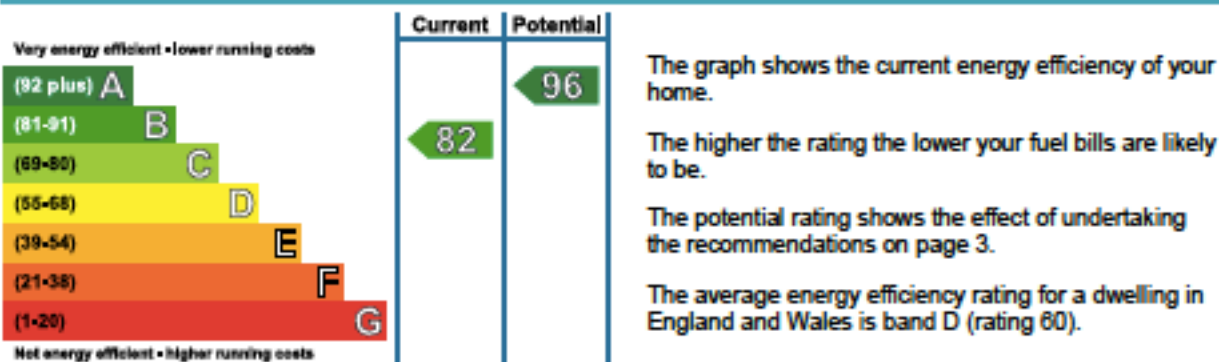 Current Potential
Very energy efficient - lower running costs
(92 plus) A
96
(81-91) B
82
(69-80) C
(55-68) D
(39-54) E
(21-38) F
(1-20) G
Not energy efficient - higher running costs
The graph shows the current energy efficiency of your
home.
The higher the rating the lower your fuel bills are likely
to be.
The potential rating shows the effect of undertaking
the recommendations on page 3.
The average energy efficiency rating for a dwelling in
England and Wales is band D (rating 60).